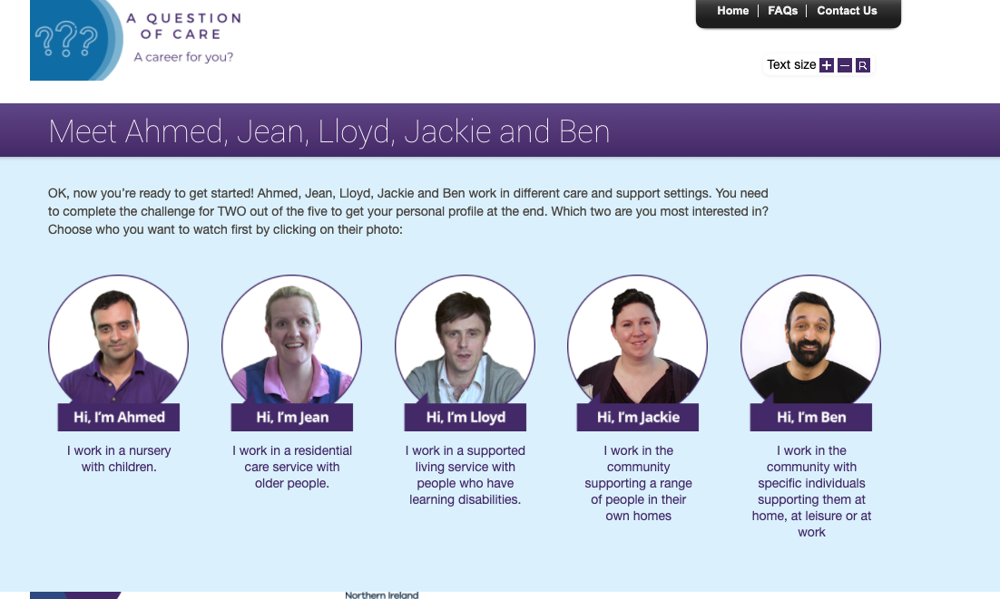 ???
A QUESTION
OF CARE
A career for you?
Home
FAQs
Contact Us
Text size + − R
Meet Ahmed, Jean, Lloyd, Jackie and Ben
OK, now you're ready to get started! Ahmed, Jean, Lloyd, Jackie and Ben work in different care and support settings. You need
to complete the challenge for TWO out of the five to get your personal profile at the end. Which two are you most interested in?
Choose who you want to watch first by clicking on their photo:
Hi, I'm Ahmed
I work in a nursery
with children.
Hi, I'm Jean
I work in a residential
care service with
older people.
Hi, I'm Lloyd
I work in a supported
living service with
people who have
learning disabilities.
Hi, I'm Jackie
I work in the
community
supporting a range
of people in their
own homes
Hi, I'm Ben
I work in the
community with
specific individuals
supporting them at
home, at leisure or at
work
Northern Ireland